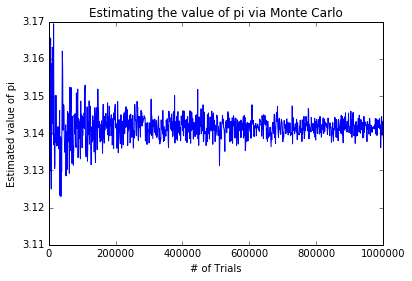 Estimating the value of pi via Monte Carlo
3.17
3.16
3.15
3.14
3.13
3.12
3.11
Estimated value of pi
0 200000 400000 600000 800000 1000000
# of Trials